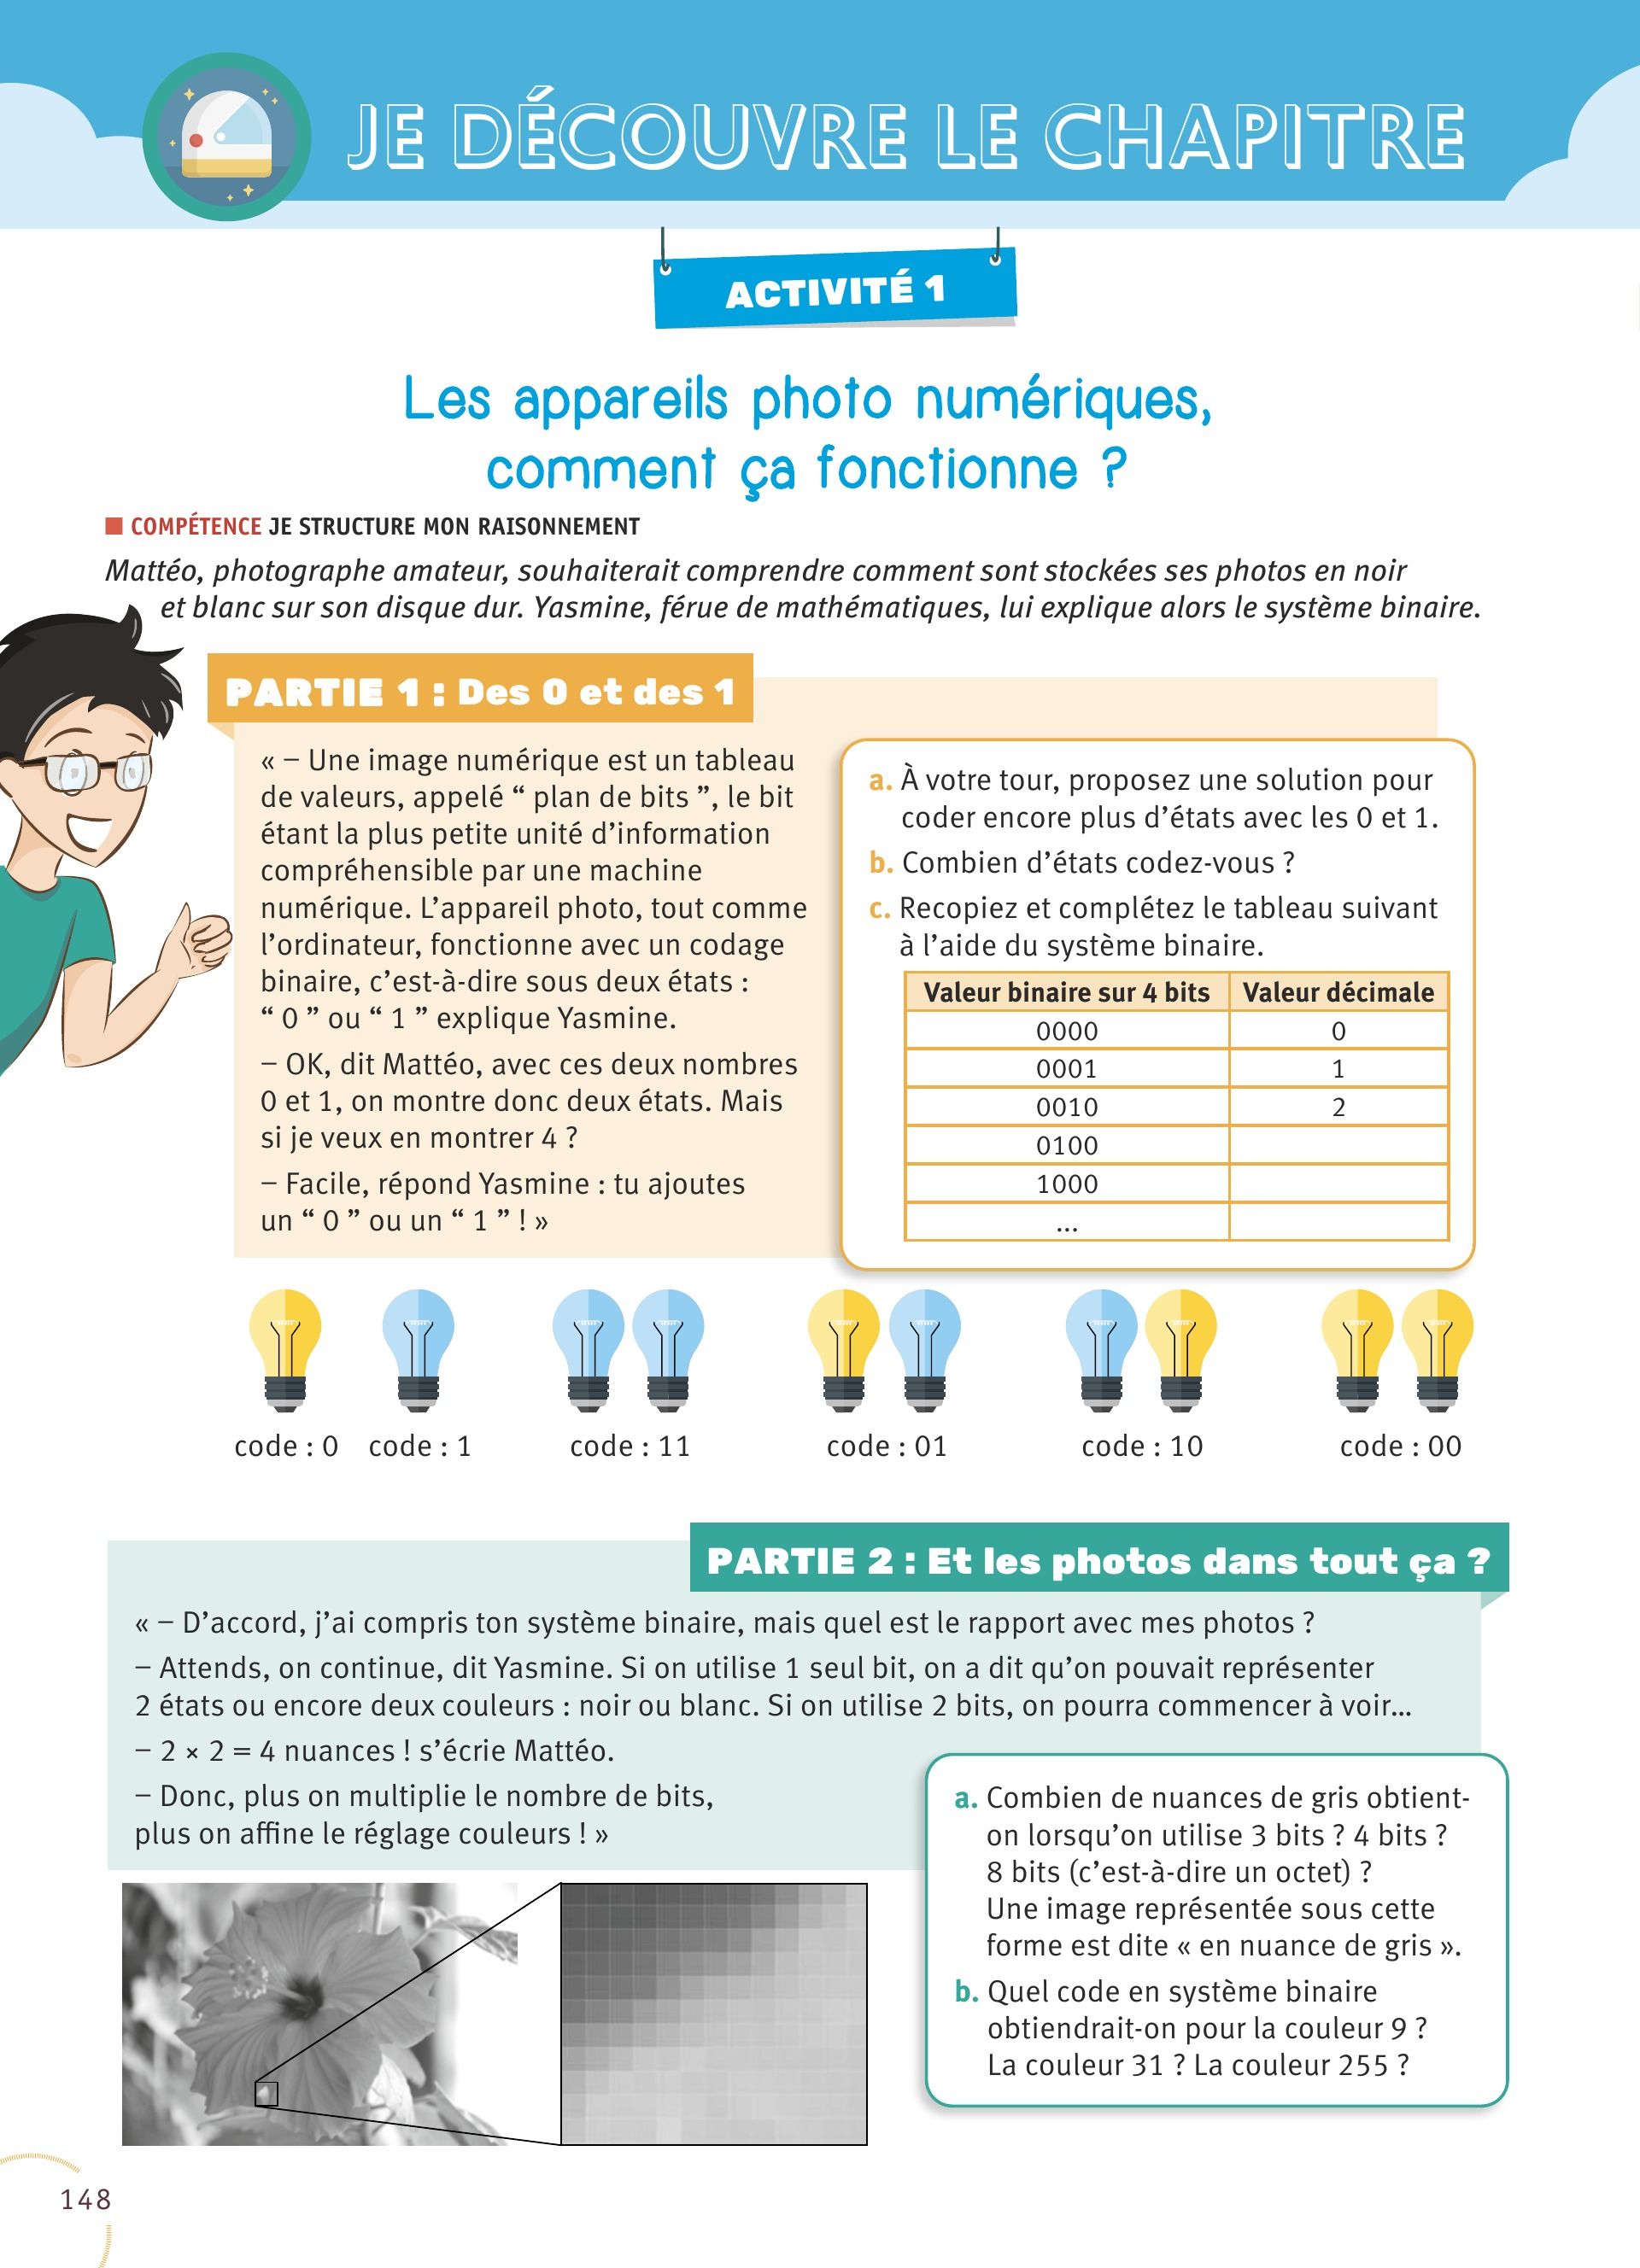 JE DÉCOUVRE LE CHAPITRE
ACTIVITÉ 1
Les appareils photo numériques,
comment ça fonctionne ?
COMPÉTENCE JE STRUCTURE MON RAISONNEMENT
Mattéo, photographe amateur, souhaiterait comprendre comment sont stockées ses photos en noir
et blanc sur son disque dur. Yasmine, férue de mathématiques, lui explique alors le système binaire.
PARTIE 1 : Des 0 et des 1
« – Une image numérique est un tableau
de valeurs, appelé “ plan de bits ”, le bit
étant la plus petite unité d’information
compréhensible par une machine
numérique. L’appareil photo, tout comme
l’ordinateur, fonctionne avec un codage
binaire, c’est-à-dire sous deux états :
“ 0 ” ou “ 1 ” explique Yasmine.
– OK, dit Mattéo, avec ces deux nombres
0 et 1, on montre donc deux états. Mais
si je veux en montrer 4 ?
– Facile, répond Yasmine : tu ajoutes
un “ 0 ” ou un “ 1 ” ! »
a. À votre tour, proposez une solution pour
coder encore plus d’états avec les 0 et 1.
b. Combien d’états codez-vous ?
c. Recopiez et complétez le tableau suivant
à l’aide du système binaire.
Valeur binaire sur 4 bits Valeur décimale
0000 0
0001 1
0010 2
0100
1000
...
code : 0 code : 1 code : 11 code : 01 code : 10 code : 00
PARTIE 2 : Et les photos dans tout ça ?
« – D’accord, j’ai compris ton système binaire, mais quel est le rapport avec mes photos ?
– Attends, on continue, dit Yasmine. Si on utilise 1 seul bit, on a dit qu’on pouvait représenter
2 états ou encore deux couleurs : noir ou blanc. Si on utilise 2 bits, on pourra commencer à voir...
– 2 × 2 = 4 nuances ! s’écrie Mattéo.
– Donc, plus on multiplie le nombre de bits,
plus on affine le réglage couleurs ! »
a. Combien de nuances de gris obtient-
on lorsqu’on utilise 3 bits ? 4 bits ?
8 bits (c’est-à-dire un octet) ?
Une image représentée sous cette
forme est dite « en nuance de gris ».
b. Quel code en système binaire
obtiendrait-on pour la couleur 9 ?
La couleur 31 ? La couleur 255 ?
148